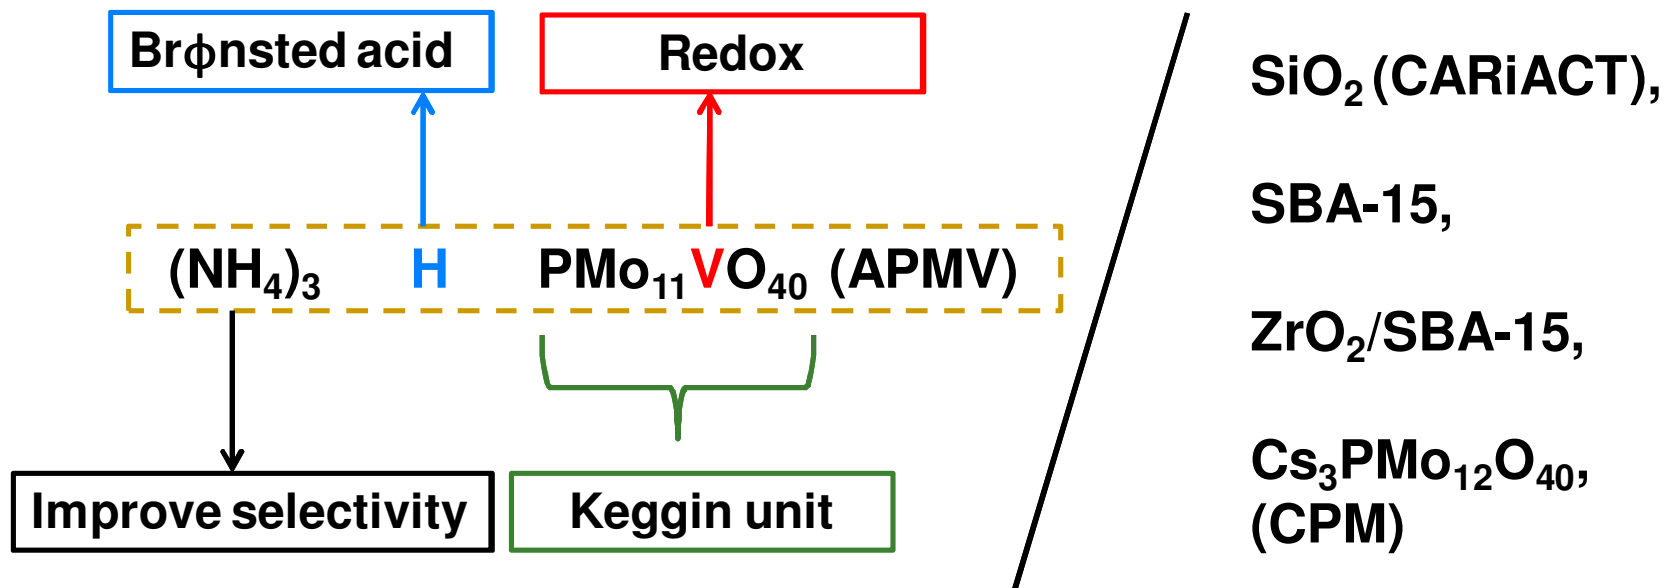 Brϕnsted acid
Redox
(NH₄)₃ H PMo₁₁VO₄₀ (APMV)
Improve selectivity
Keggin unit
SiO₂ (CARiACT),
SBA-15,
ZrO₂/SBA-15,
Cs₃PMo₁₂O₄₀,
(CPM)